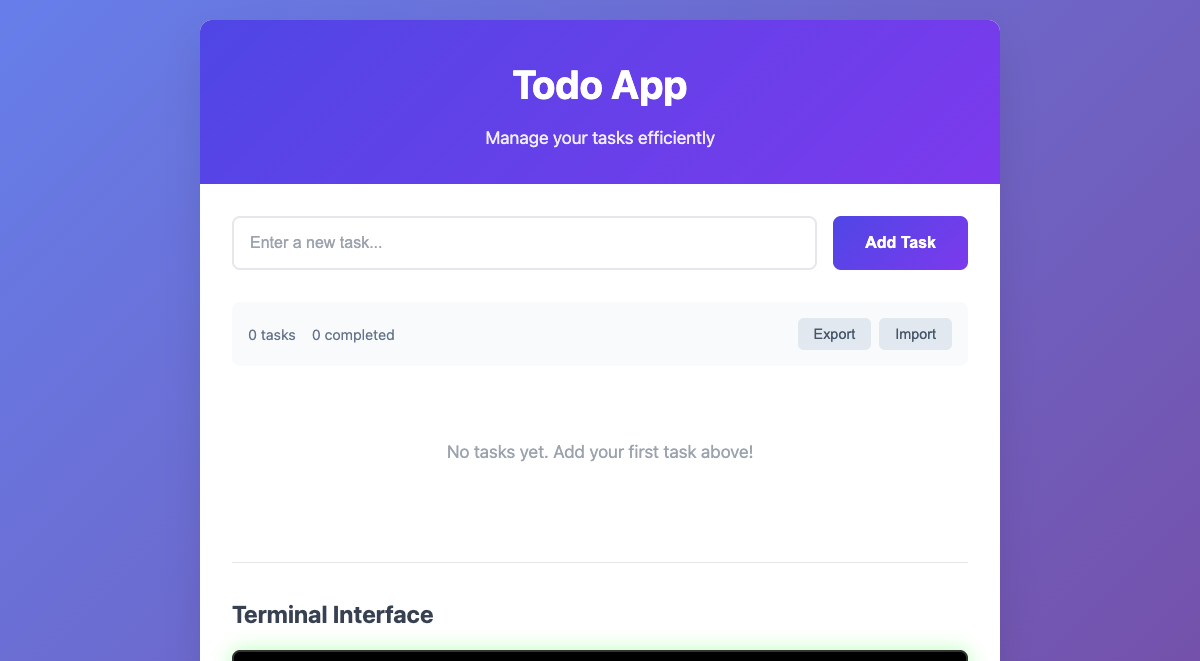 Todo App
Manage your tasks efficiently
Enter a new task...
Add Task
0 tasks 0 completed
Export Import
No tasks yet. Add your first task above!
Terminal Interface